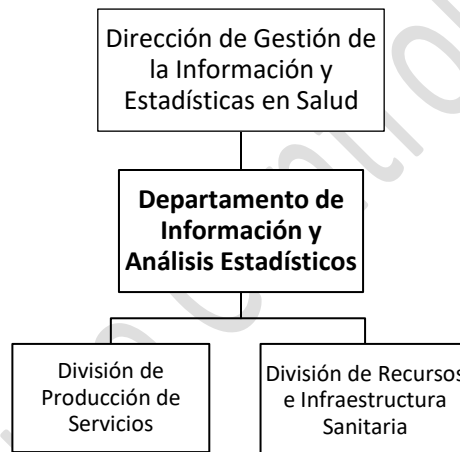 Dirección de Gestión de
la Información y
Estadísticas en Salud
Departamento de
Información y
Análisis Estadísticos
División de
Producción de
Servicios
División de Recursos
e Infraestructura
Sanitaria